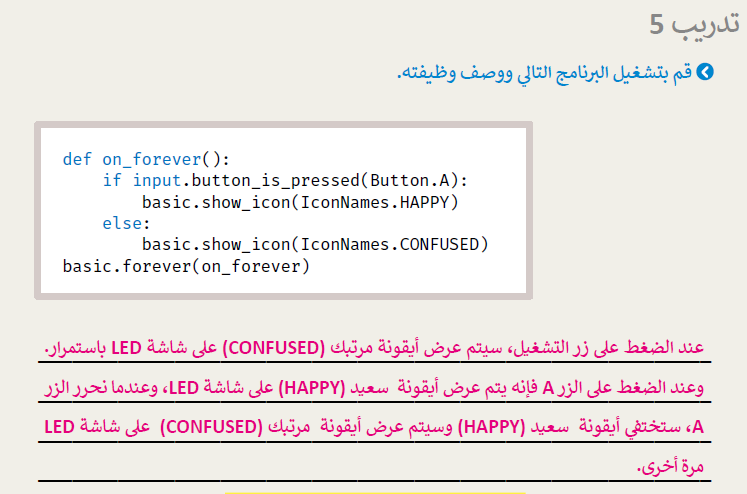 تدريب 5
قم بتشغيل البرنامج التالي ووصف وظيفته.
def on_forever():
    if input.button_is_pressed(Button.A):
        basic.show_icon(IconNames.HAPPY)
    else:
        basic.show_icon(IconNames.CONFUSED)
basic.forever(on_forever)
عند الضغط على زر التشغيل، سيتم عرض أيقونة مرتبك (CONFUSED) على شاشة LED باستمرار.
وعند الضغط على الزر A فإنه يتم عرض أيقونة سعيد (HAPPY) على شاشة LED، وعندما نحرر الزر
A، ستختفي أيقونة سعيد (HAPPY) وسيتم عرض أيقونة مرتبك (CONFUSED) على شاشة LED
مرة أخرى.